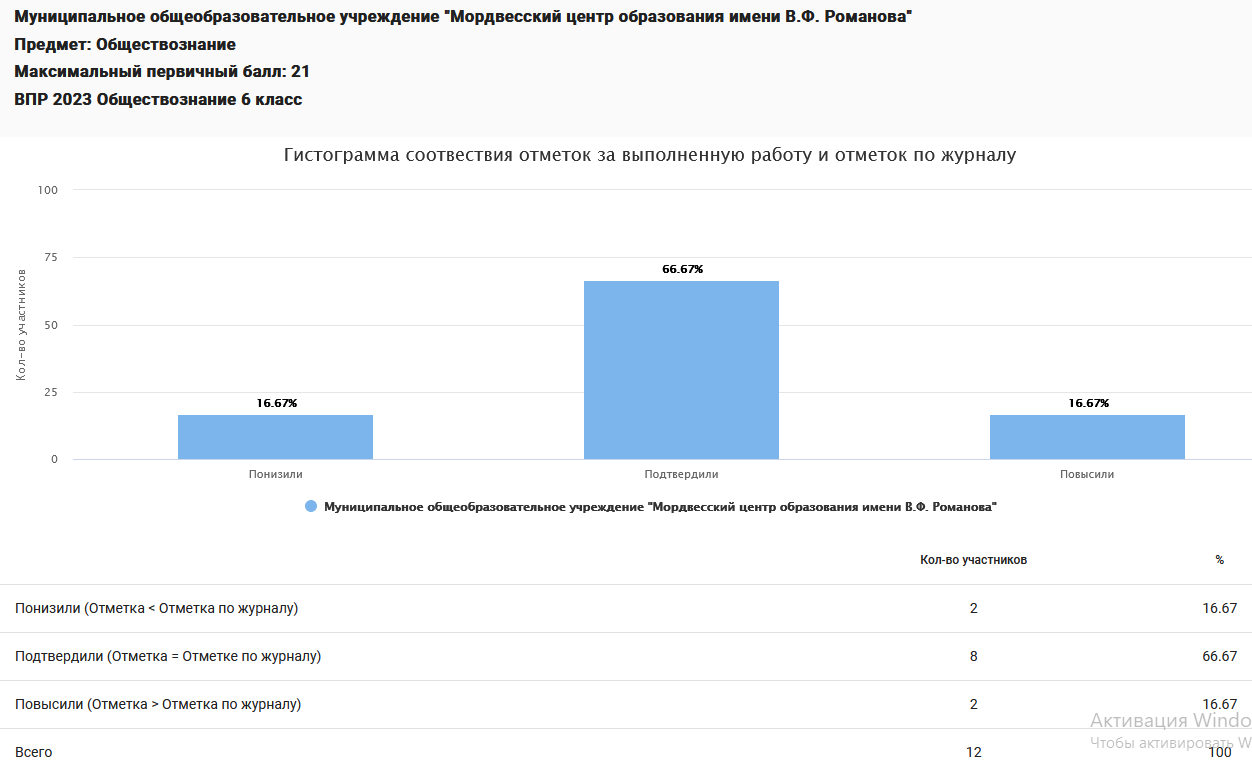 Муниципальное общеобразовательное учреждение "Мордвесский центр образования имени В.Ф. Романова"
Предмет: Обществознание
Максимальный первичный балл: 21
ВПР 2023 Обществознание 6 класс
Гистограмма соотвествия отметок за выполненную работу и отметок по журналу
Кол-во участников
100
75
50
25
0
16.67%
66.67%
16.67%
Понизили
Подтвердили
Повысили
Муниципальное общеобразовательное учреждение "Мордвесский центр образования имени В.Ф. Романова"
Кол-во участников %
Понизили (Отметка < Отметка по журналу) 2 16.67
Подтвердили (Отметка = Отметке по журналу) 8 66.67
Повысили (Отметка > Отметка по журналу) 2 16.67
Активация Windo
Чтобы активировать W
Всего 12 100